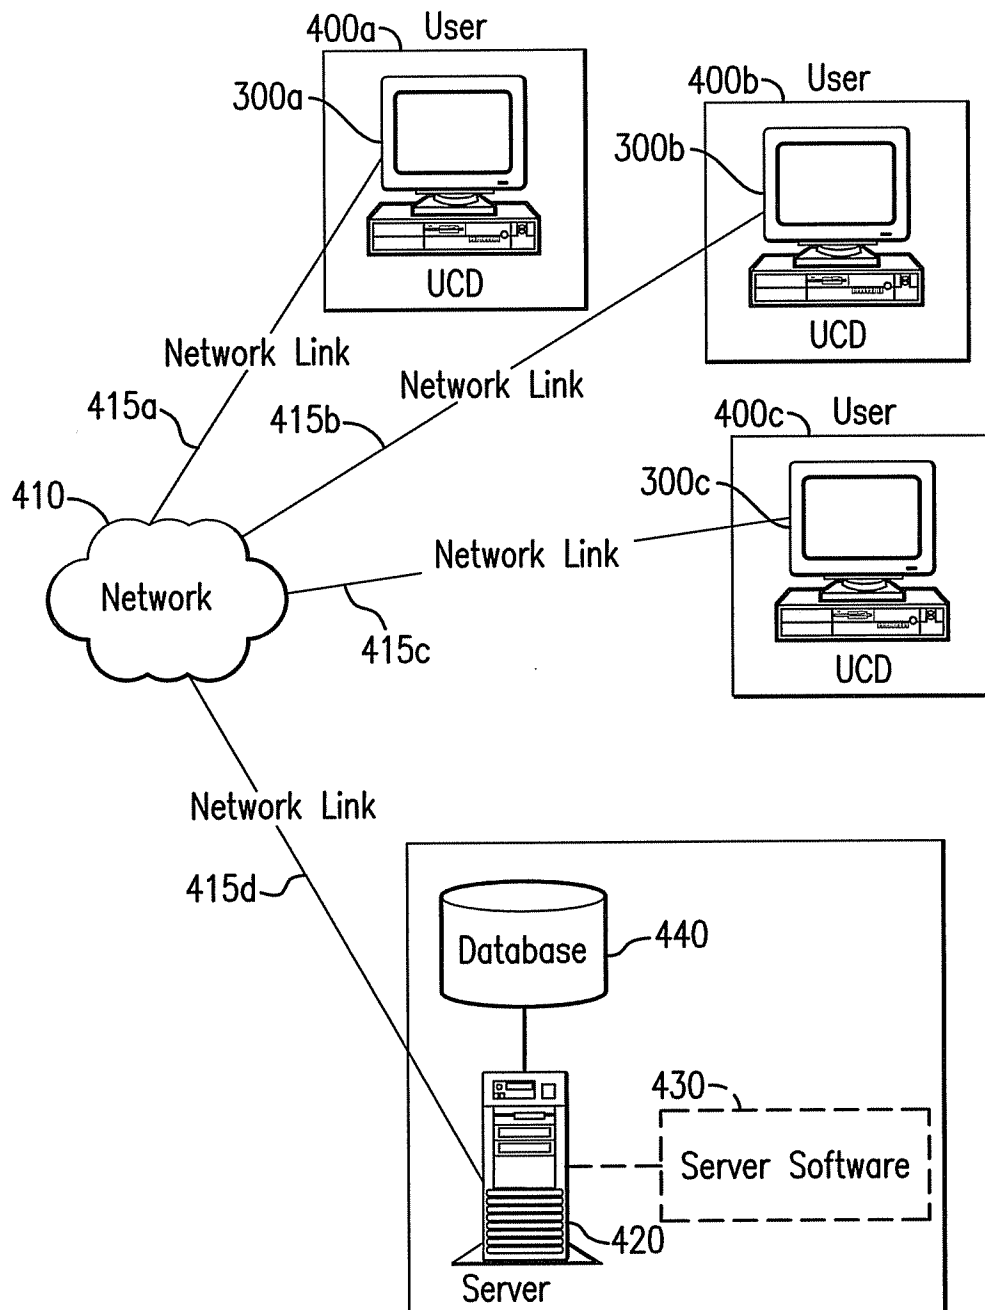 400a
User
300a
UCD
400b
User
300b
UCD
Network Link
415a
Network Link
415b
400c
User
300c
UCD
410
Network
Network Link
415c
Network Link
415d
Database
440
430
Server Software
420
Server